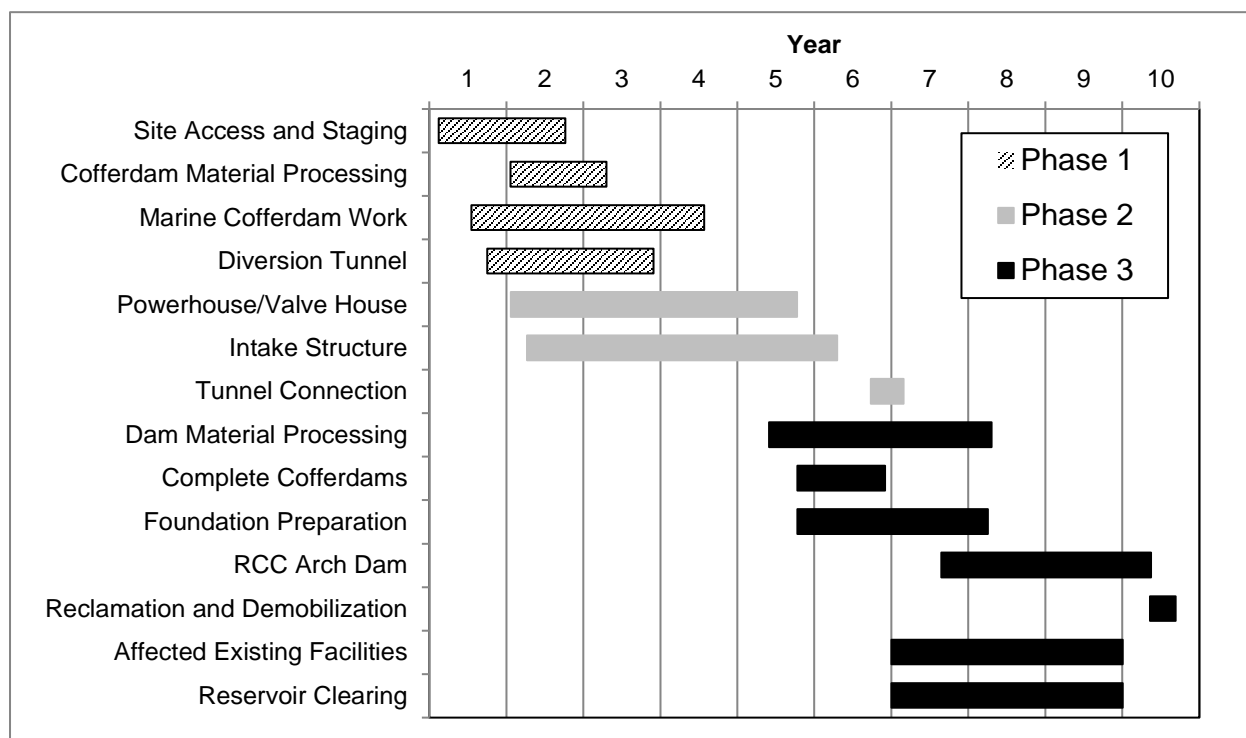 Year
1 2 3 4 5 6 7 8 9 10
Site Access and Staging
Cofferdam Material Processing
Marine Cofferdam Work
Diversion Tunnel
Powerhouse/Valve House
Intake Structure
Tunnel Connection
Dam Material Processing
Complete Cofferdams
Foundation Preparation
RCC Arch Dam
Reclamation and Demobilization
Affected Existing Facilities
Reservoir Clearing
Phase 1
Phase 2
Phase 3